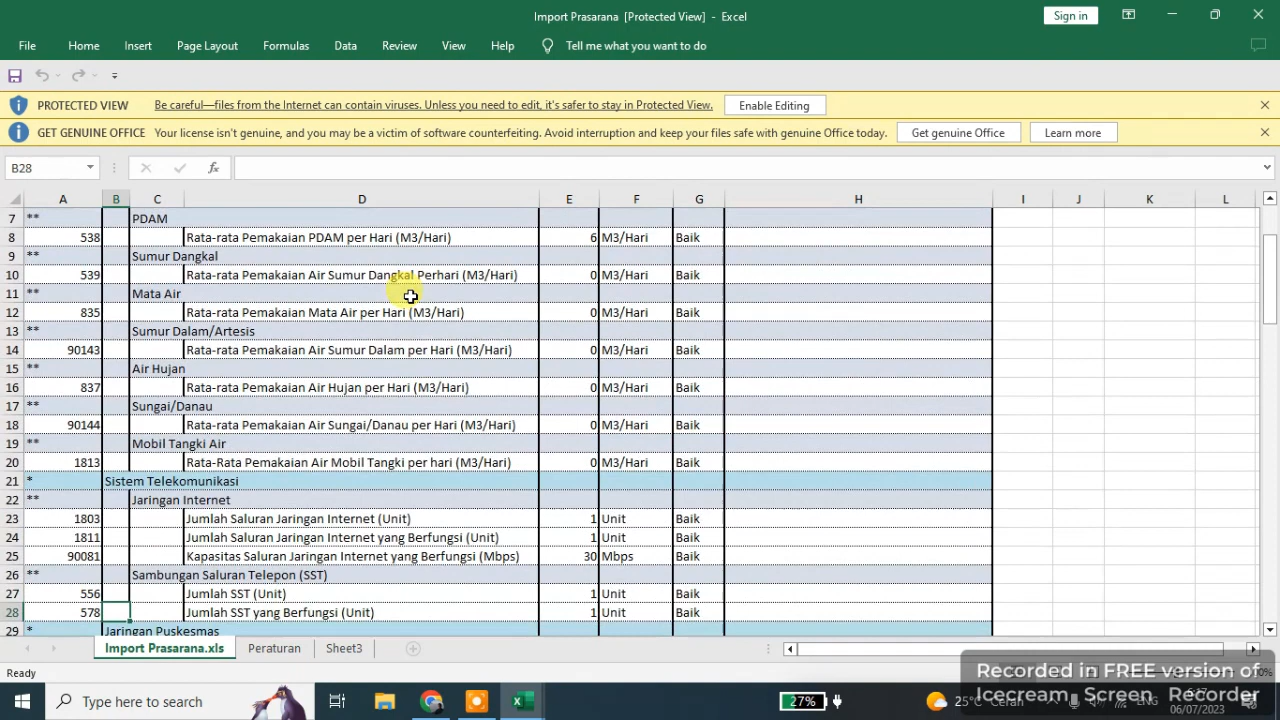 Import Prasarana [Protected View] - Excel
Sign in
File Home Insert Page Layout Formulas Data Review View Help Tell me what you want to do
PROTECTED VIEW Be careful—files from the Internet can contain viruses. Unless you need to edit, it's safer to stay in Protected View. Enable Editing
GET GENUINE OFFICE Your license isn't genuine, and you may be a victim of software counterfeiting. Avoid interruption and keep your files safe with genuine Office today. Get genuine Office Learn more
B28 fx
A B C D E F G H I J K L
7 ** PDAM
8 538 Rata-rata Pemakaian PDAM per Hari (M3/Hari) 6 M3/Hari Baik
9 ** Sumur Dangkal
10 539 Rata-rata Pemakaian Air Sumur Dangkal Perhari (M3/Hari) 0 M3/Hari Baik
11 ** Mata Air
12 835 Rata-rata Pemakaian Mata Air per Hari (M3/Hari) 0 M3/Hari Baik
13 ** Sumur Dalam/Artesis
14 90143 Rata-rata Pemakaian Air Sumur Dalam per Hari (M3/Hari) 0 M3/Hari Baik
15 ** Air Hujan
16 837 Rata-rata Pemakaian Air Hujan per Hari (M3/Hari) 0 M3/Hari Baik
17 ** Sungai/Danau
18 90144 Rata-rata Pemakaian Air Sungai/Danau per Hari (M3/Hari) 0 M3/Hari Baik
19 ** Mobil Tangki Air
20 1813 Rata-Rata Pemakaian Air Mobil Tangki per hari (M3/Hari) 0 M3/Hari Baik
21 * Sistem Telekomunikasi
22 ** Jaringan Internet
23 1803 Jumlah Saluran Jaringan Internet (Unit) 1 Unit Baik
24 1811 Jumlah Saluran Jaringan Internet yang Berfungsi (Unit) 1 Unit Baik
25 90081 Kapasitas Saluran Jaringan Internet yang Berfungsi (Mbps) 30 Mbps Baik
26 ** Sambungan Saluran Telepon (SST)
27 556 Jumlah SST (Unit) 1 Unit Baik
28 578 Jumlah SST yang Berfungsi (Unit) 1 Unit Baik
29 * Jaringan Puskesmas
Import Prasarana.xls Peraturan Sheet3
Ready
Recorded in FREE version of
Icecream Screen Recorder
Type here to search
27%
25°C
ENG
06/07/2023